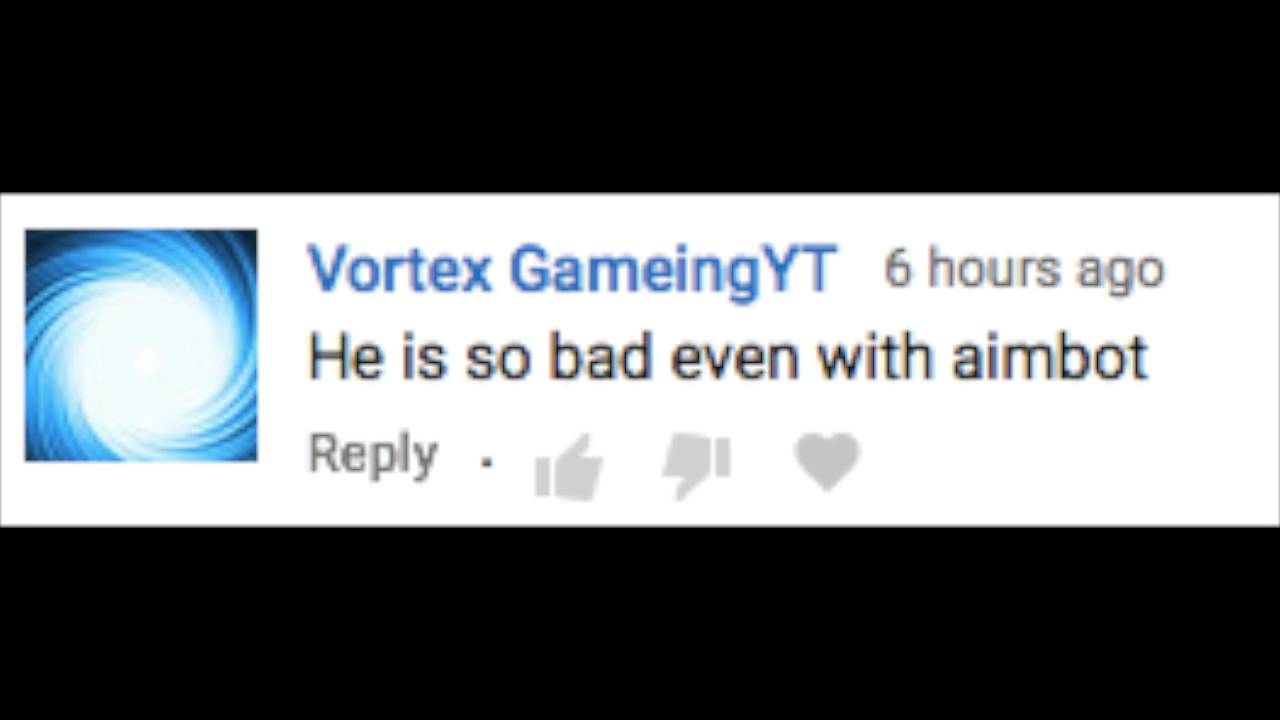 Vortex GameingYT 6 hours ago
He is so bad even with aimbot
Reply ·